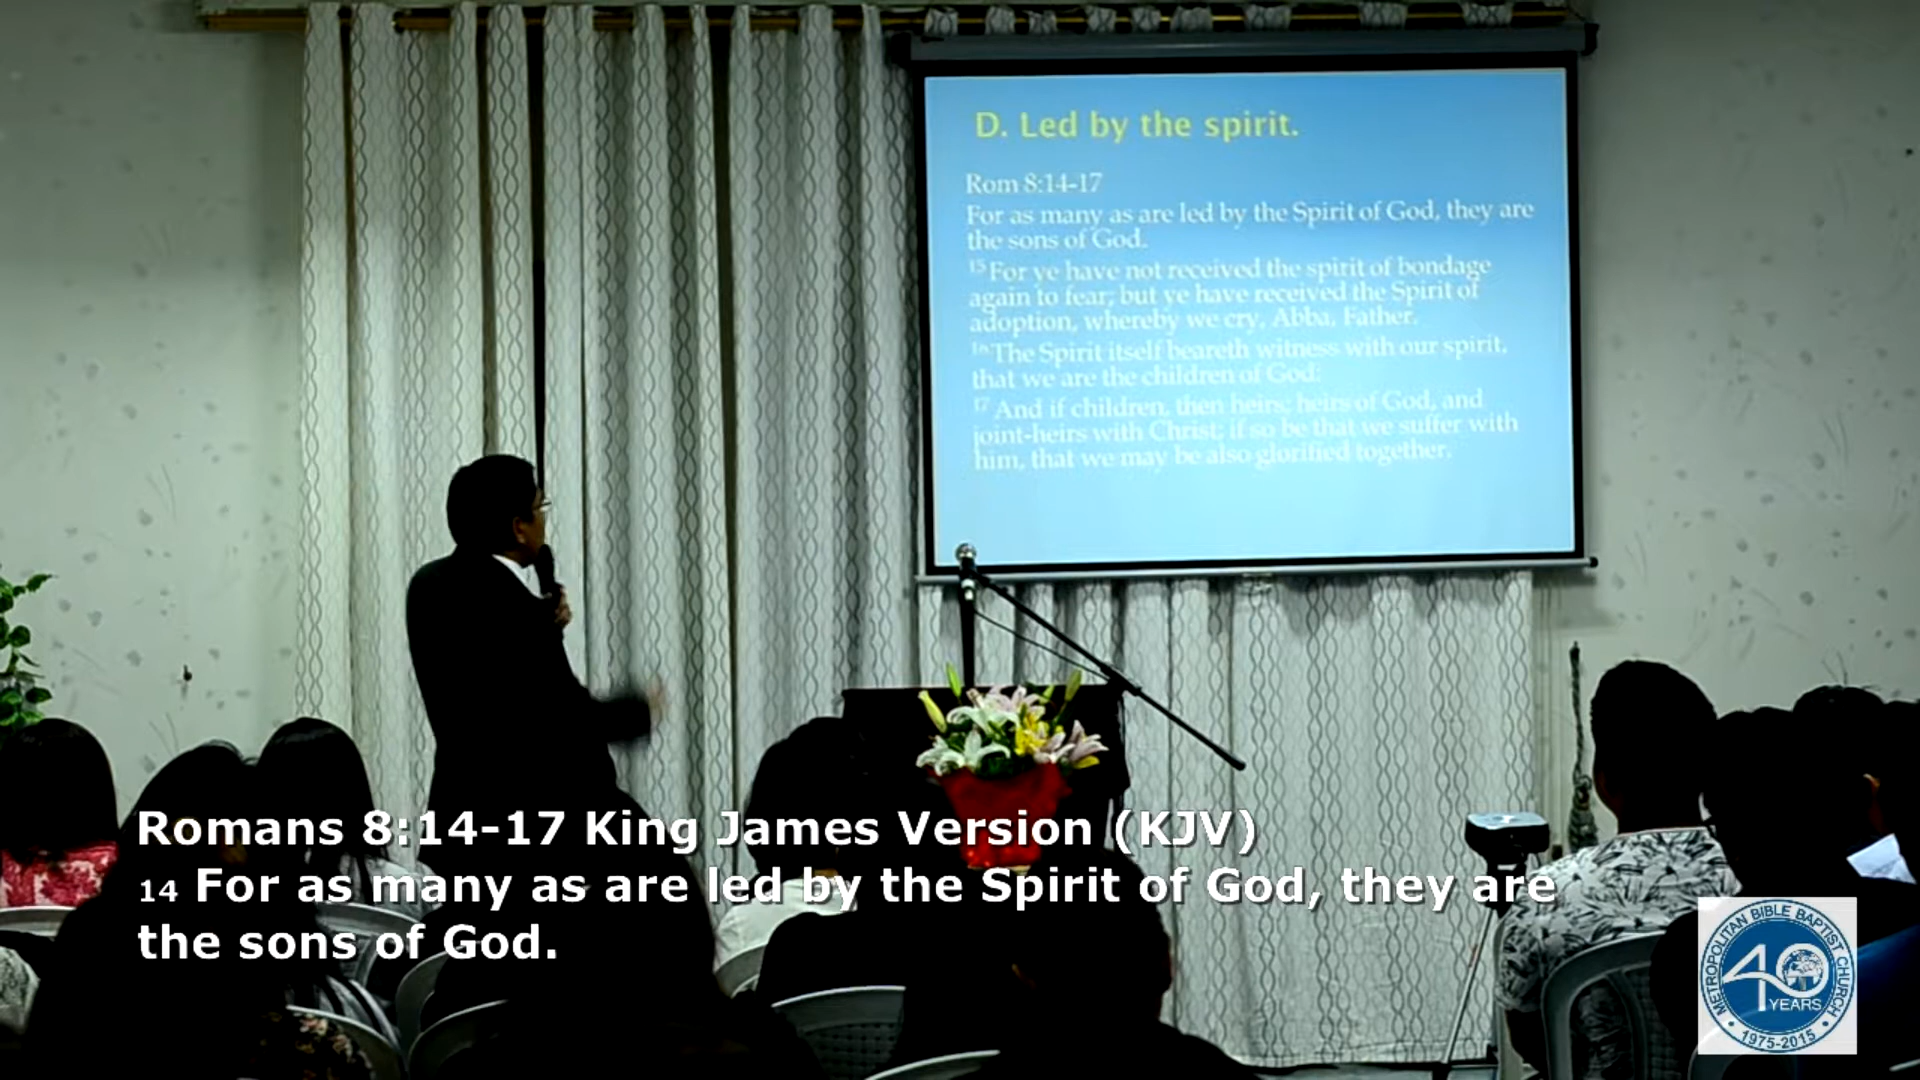 D. Led by the spirit.
Rom 8:14-17
For as many as are led by the Spirit of God, they are
the sons of God.
15 For ye have not received the spirit of bondage
again to fear; but ye have received the Spirit of
adoption, whereby we cry, Abba, Father.
16 The Spirit itself beareth witness with our spirit,
that we are the children of God:
17 And if children, then heirs; heirs of God, and
joint-heirs with Christ; if so be that we suffer with
him, that we may be also glorified together.
Romans 8:14-17 King James Version (KJV)
14 For as many as are led by the Spirit of God, they are
the sons of God.
METROPOLITAN BIBLE BAPTIST CHURCH
40
YEARS
• 1975-2015 •